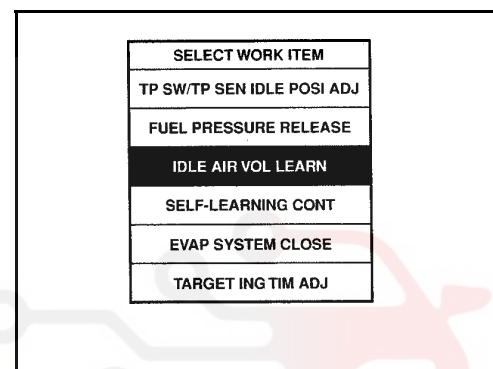 SELECT WORK ITEM
TP SW/TP SEN IDLE POSI ADJ
FUEL PRESSURE RELEASE
IDLE AIR VOL LEARN
SELF-LEARNING CONT
EVAP SYSTEM CLOSE
TARGET ING TIM ADJ